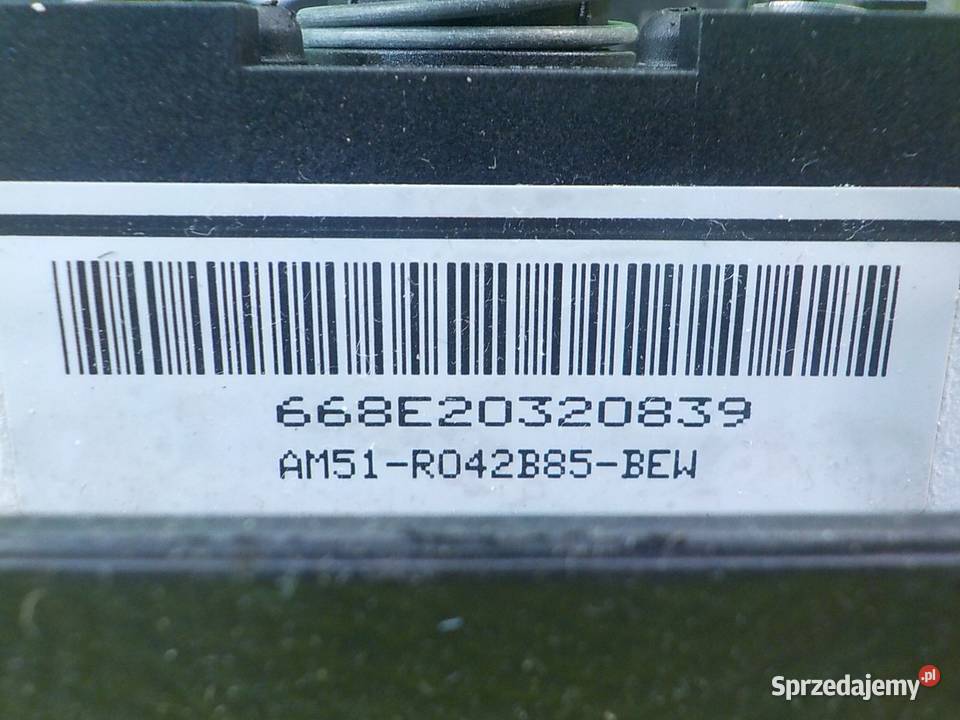 668E20320839
AM51-R042B85-BEW
Sprzedajemy.pl